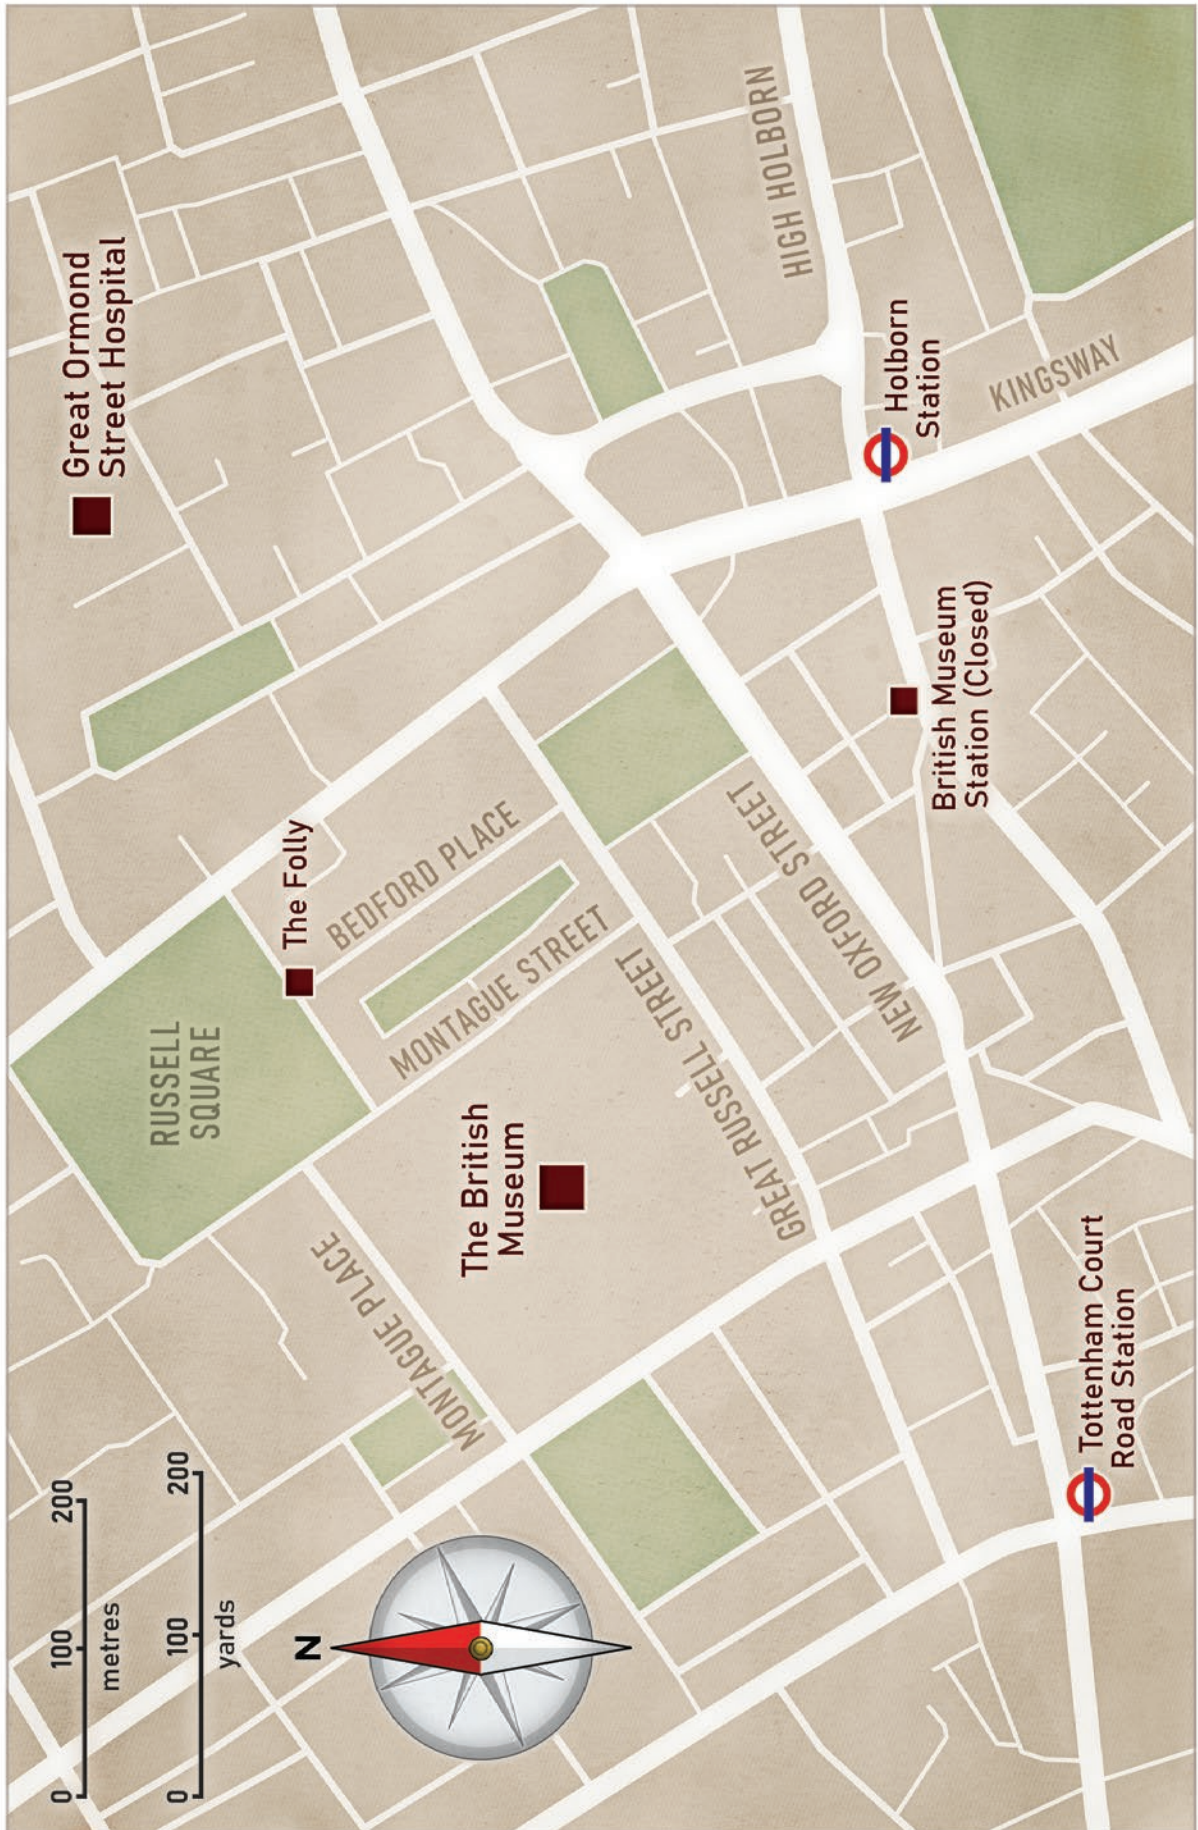 0 100 200
metres
0 100 200
yards
N
MONTAGUE PLACE
RUSSELL
SQUARE
The Folly
Great Ormond
Street Hospital
BEDFORD PLACE
MONTAGUE STREET
The British
Museum
GREAT RUSSELL STREET
NEW OXFORD STREET
HIGH HOLBORN
Holborn
Station
KINGSWAY
British Museum
Station (Closed)
Tottenham Court
Road Station